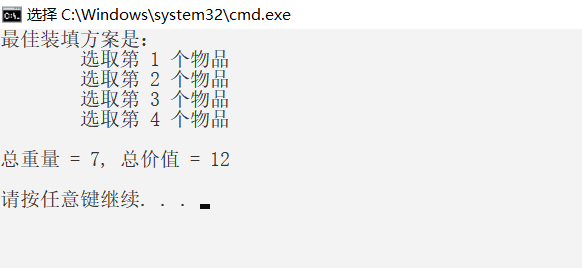 选择 C:\Windows\system32\cmd.exe
最佳装填方案是:
选取第 1 个物品
选取第 2 个物品
选取第 3 个物品
选取第 4 个物品
总重量 = 7, 总价值 = 12
请按任意键继续. . .